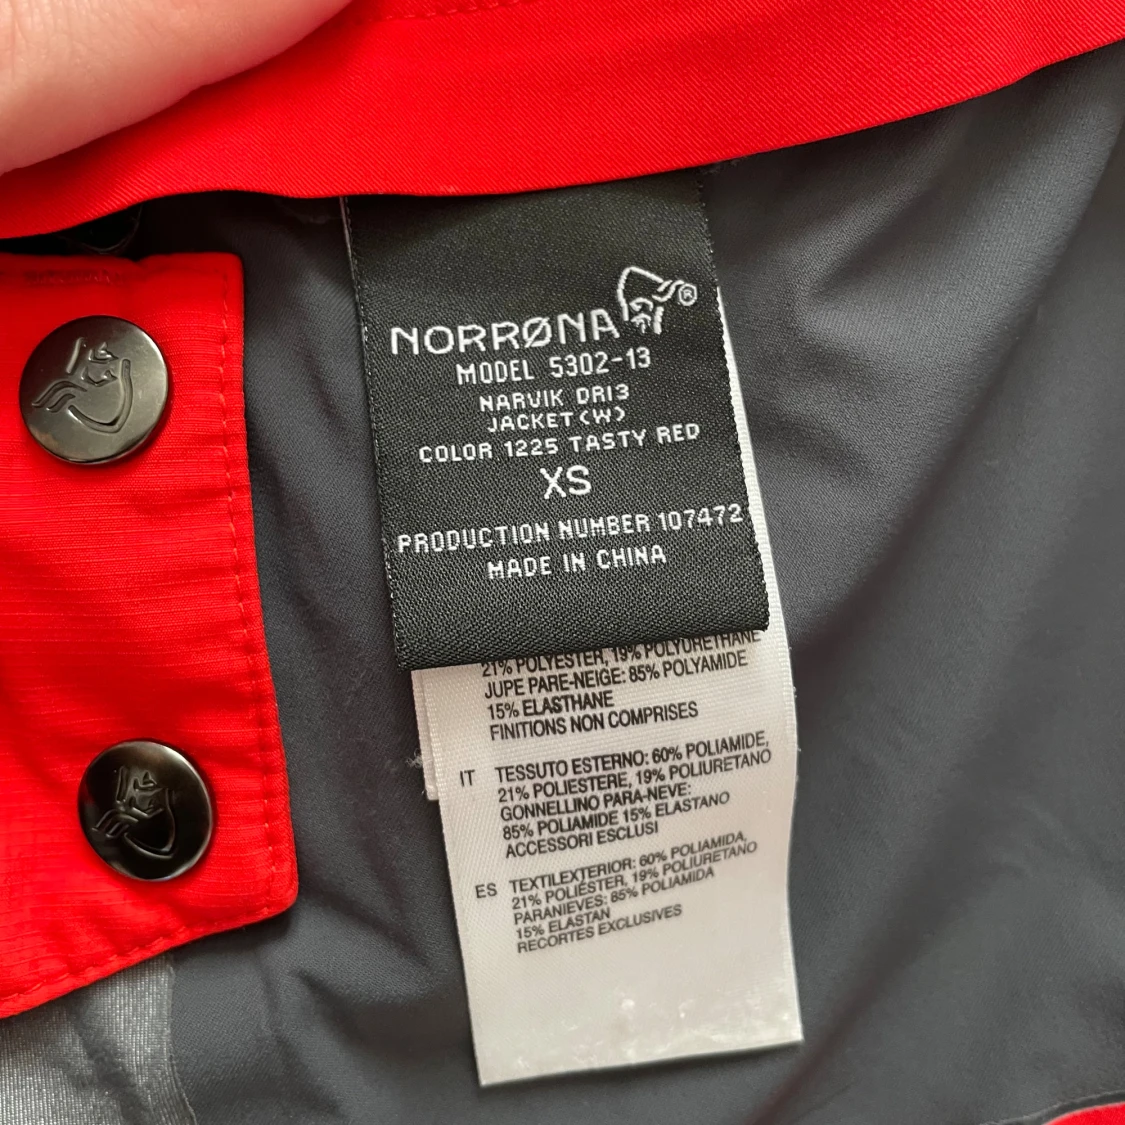 NORRØNA®
MODEL 5302-13
NARVIK DRI3
JACKET(W)
COLOR 1225 TASTY RED
XS
PRODUCTION NUMBER 107472
MADE IN CHINA
21% POLYESTER, 19% POLYURETHANE
JUPE PARE-NEIGE: 85% POLYAMIDE
15% ELASTHANE
FINITIONS NON COMPRISES
IT TESSUTO ESTERNO: 60% POLIAMIDE,
21% POLIESTERE, 19% POLIURETANO
GONNELLINO PARA-NEVE:
85% POLIAMIDE 15% ELASTANO
ACCESSORI ESCLUSI
ES TEXTILEXTERIOR: 60% POLIAMIDA,
21% POLIÉSTER, 19% POLIURETANO
PARANIEVES: 85% POLIAMIDA
15% ELASTAN
RECORTES EXCLUSIVES